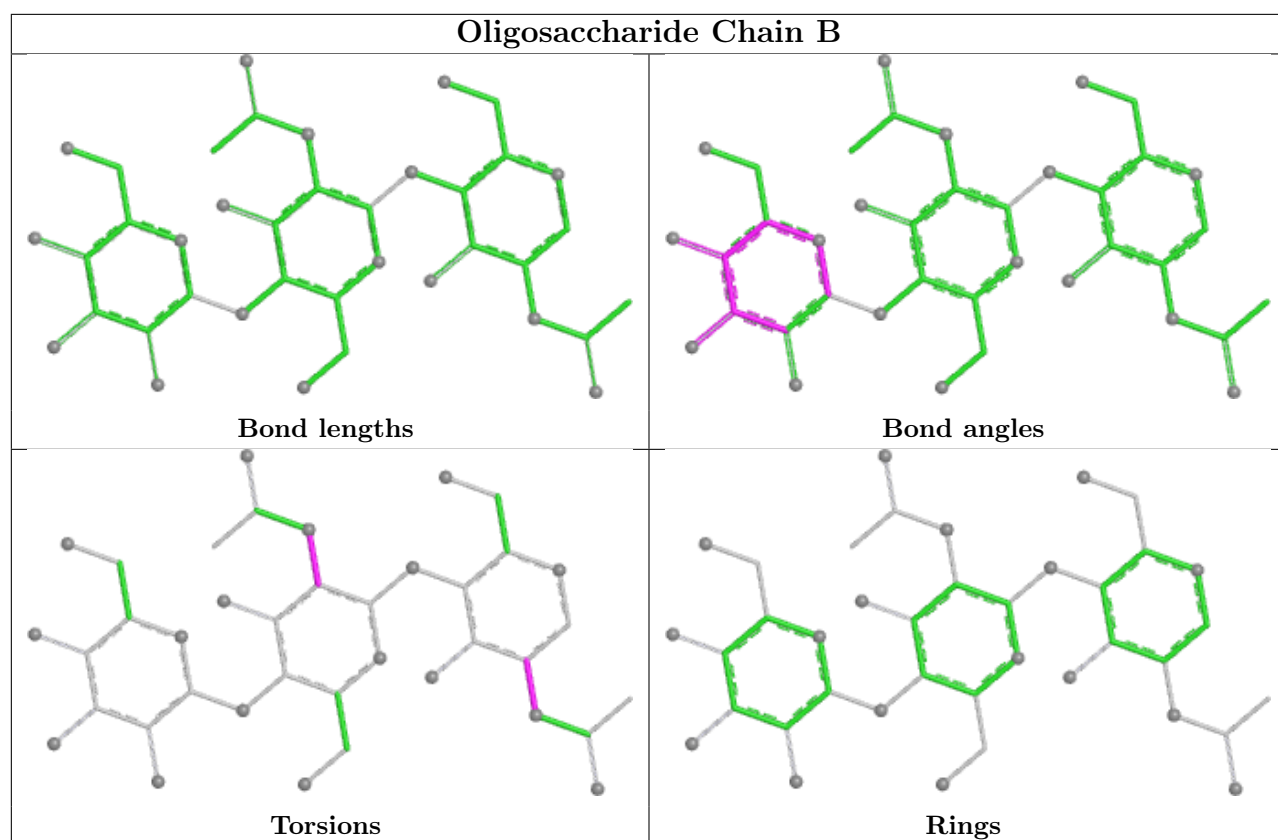 Oligosaccharide Chain B
Bond lengths
Bond angles
Torsions
Rings